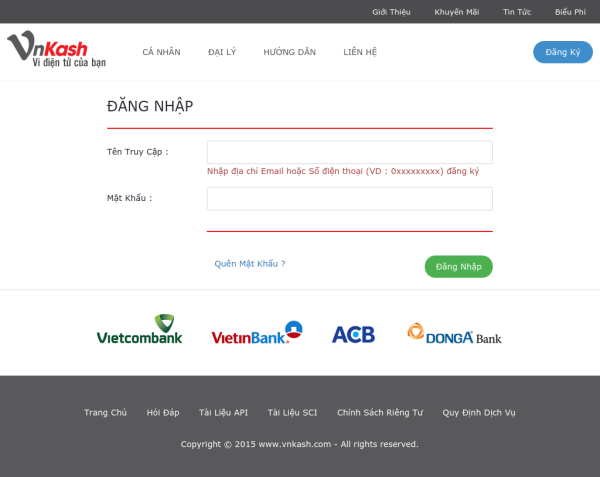 Giới Thiệu Khuyến Mãi Tin Tức Biểu Phí
VnKash
Ví điện tử của bạn
CÁ NHÂN ĐẠI LÝ HƯỚNG DẪN LIÊN HỆ
Đăng Ký
ĐĂNG NHẬP
Tên Truy Cập :
Nhập địa chỉ Email hoặc Số điện thoại (VD : 0xxxxxxxxx) đăng ký
Mật Khẩu :
Quên Mật Khẩu ? Đăng Nhập
Vietcombank VietinBank ACB DONGA Bank
Trang Chủ Hỏi Đáp Tài Liệu API Tài Liệu SCI Chính Sách Riêng Tư Quy Định Dịch Vụ
Copyright © 2015 www.vnkash.com - All rights reserved.